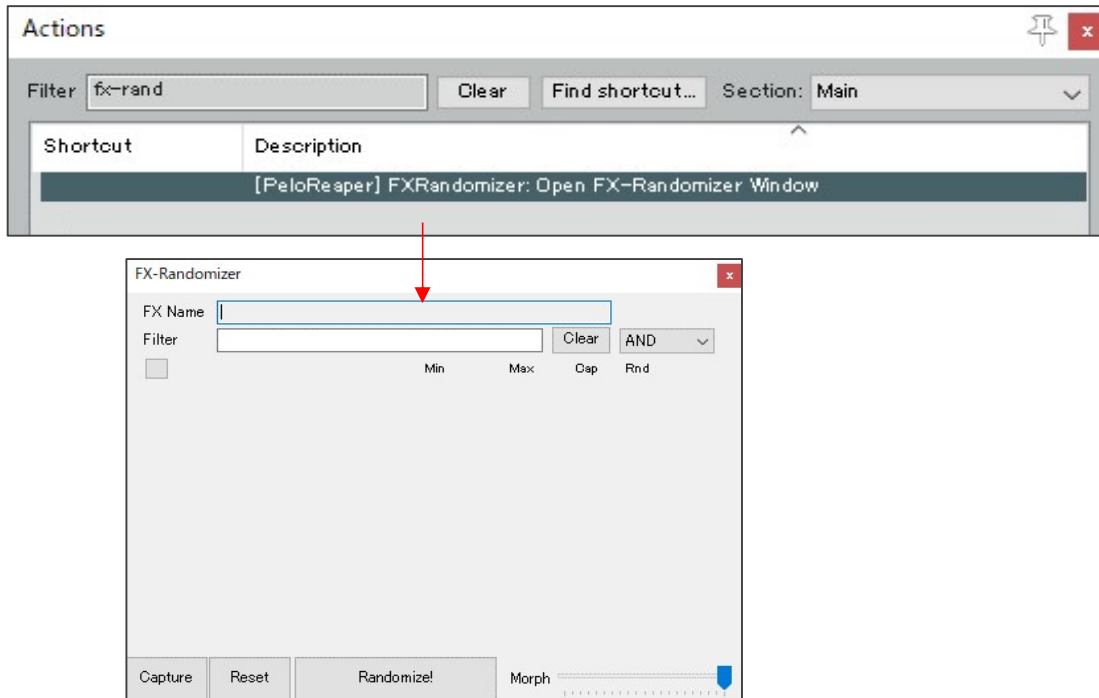 Actions
x
Filter fx-rand Clear Find shortcut... Section: Main
Shortcut Description
[PeloReaper] FXRandomizer: Open FX-Randomizer Window
FX-Randomizer x
FX Name
Filter Clear AND
Min Max Cap Rnd
Capture Reset Randomize! Morph